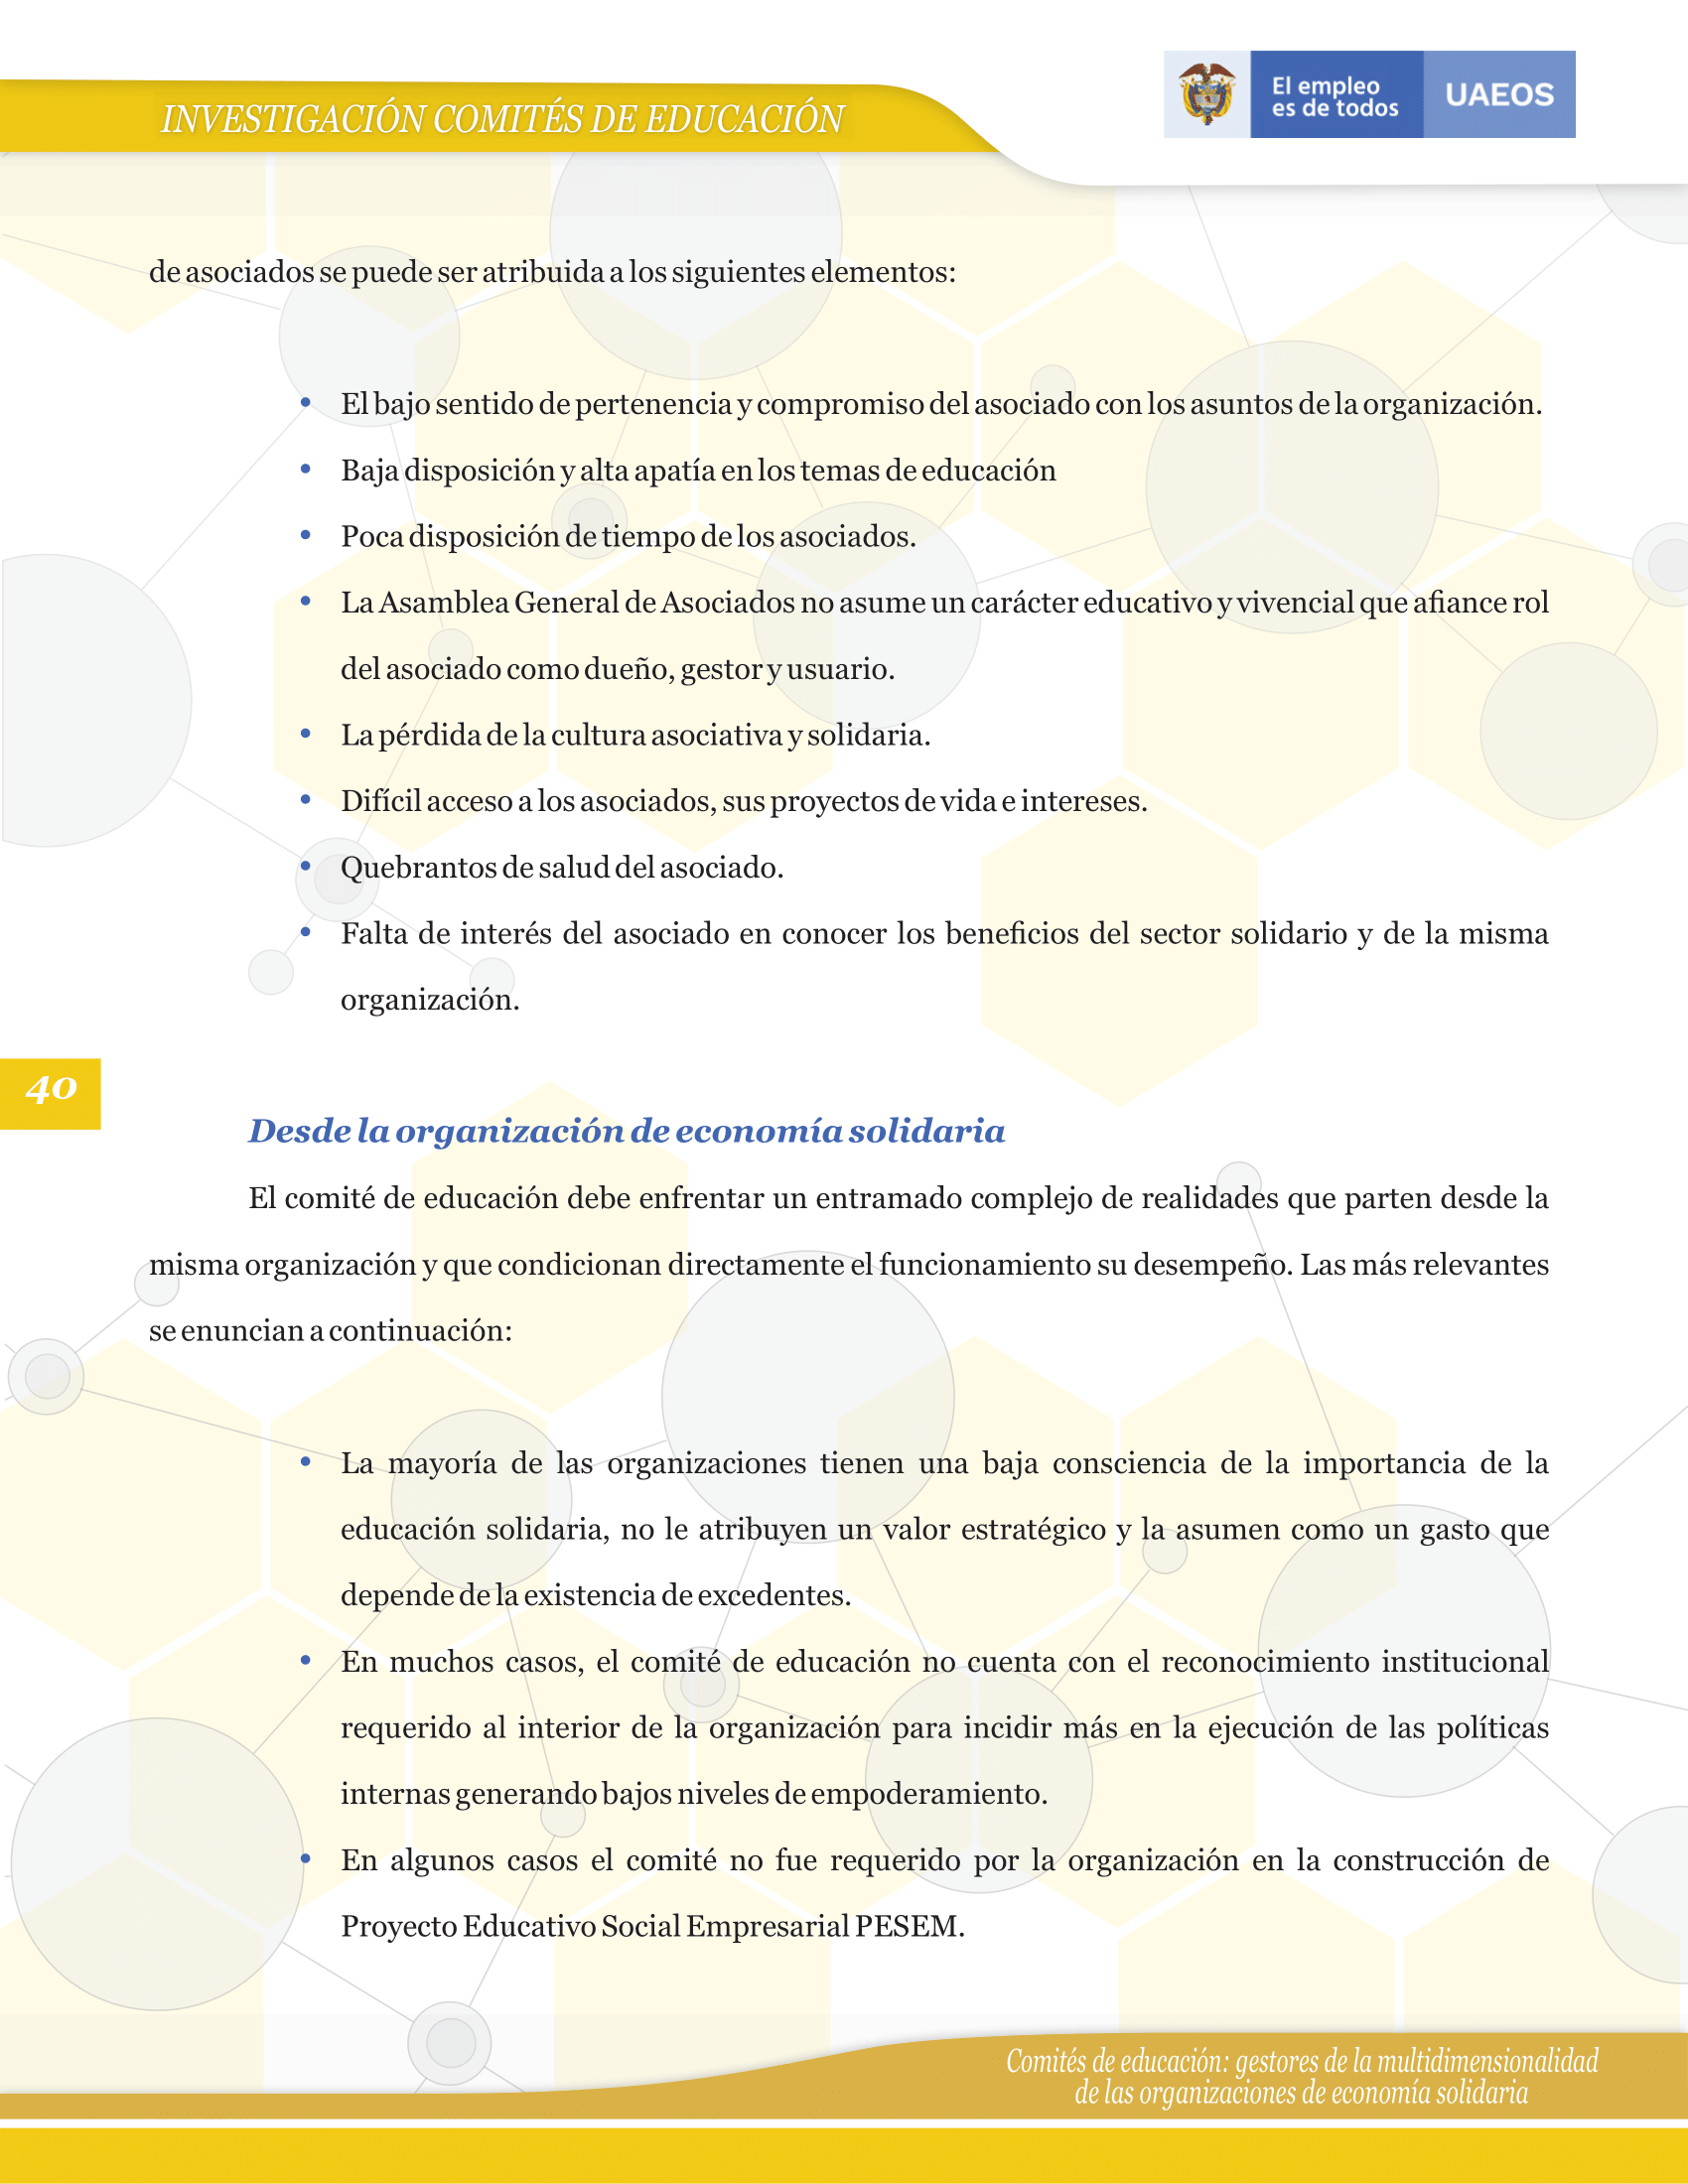 INVESTIGACIÓN COMITÉS DE EDUCACIÓN
El empleo
es de todos
UAEOS
de asociados se puede ser atribuida a los siguientes elementos:
• El bajo sentido de pertenencia y compromiso del asociado con los asuntos de la organización.
• Baja disposición y alta apatía en los temas de educación
• Poca disposición de tiempo de los asociados.
• La Asamblea General de Asociados no asume un carácter educativo y vivencial que afiance rol
del asociado como dueño, gestor y usuario.
• La pérdida de la cultura asociativa y solidaria.
• Difícil acceso a los asociados, sus proyectos de vida e intereses.
• Quebrantos de salud del asociado.
• Falta de interés del asociado en conocer los beneficios del sector solidario y de la misma
organización.
40
Desde la organización de economía solidaria
El comité de educación debe enfrentar un entramado complejo de realidades que parten desde la
misma organización y que condicionan directamente el funcionamiento su desempeño. Las más relevantes
se enuncian a continuación:
• La mayoría de las organizaciones tienen una baja consciencia de la importancia de la
educación solidaria, no le atribuyen un valor estratégico y la asumen como un gasto que
depende de la existencia de excedentes.
• En muchos casos, el comité de educación no cuenta con el reconocimiento institucional
requerido al interior de la organización para incidir más en la ejecución de las políticas
internas generando bajos niveles de empoderamiento.
• En algunos casos el comité no fue requerido por la organización en la construcción de
Proyecto Educativo Social Empresarial PESEM.
Comités de educación: gestores de la multidimensionalidad
de las organizaciones de economía solidaria